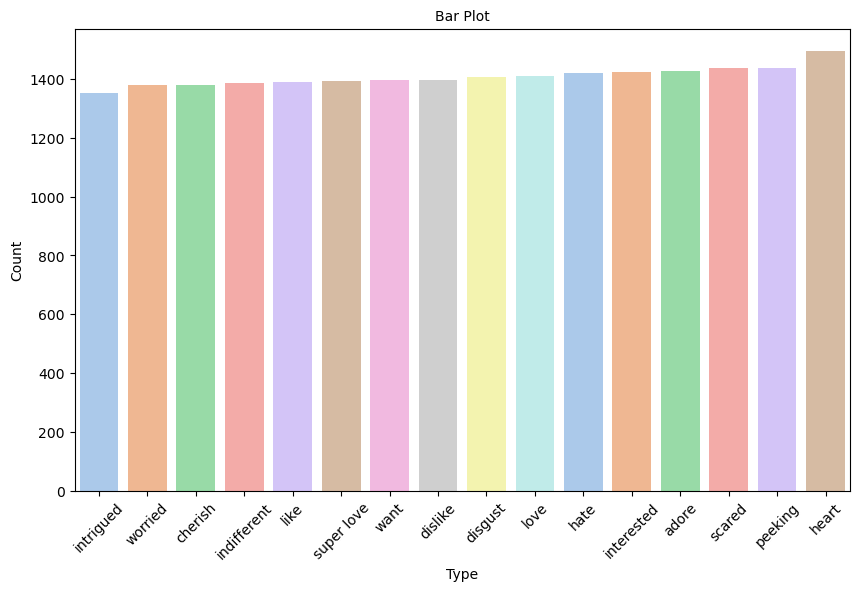 Bar Plot
Count
1400
1200
1000
800
600
400
200
0
intrigued
worried
cherish
indifferent
like
super love
want
dislike
disgust
love
hate
interested
adore
scared
peeking
heart
Type